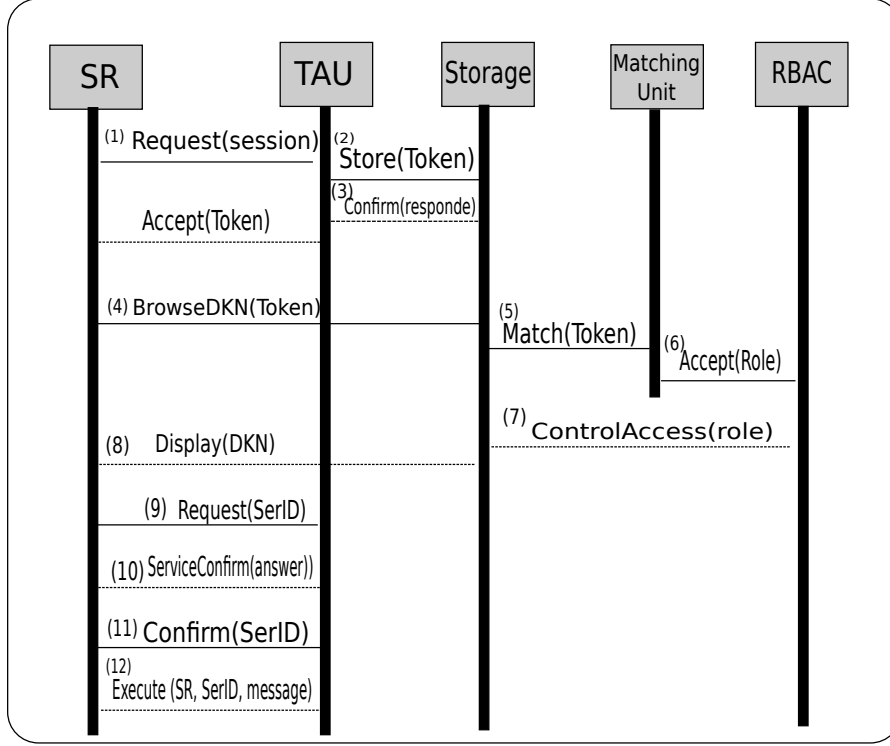 SR
TAU
Storage
Matching
Unit
RBAC
(1) Request(session)
(2)
Store(Token)
(3)
Confirm(responde)
Accept(Token)
(4) BrowseDKN(Token)
(5)
Match(Token)
(6)
Accept(Role)
(7) ControlAccess(role)
(8) Display(DKN)
(9) Request(SerID)
(10) ServiceConfirm(answer))
(11) Confirm(SerID)
(12)
Execute (SR, SerID, message)